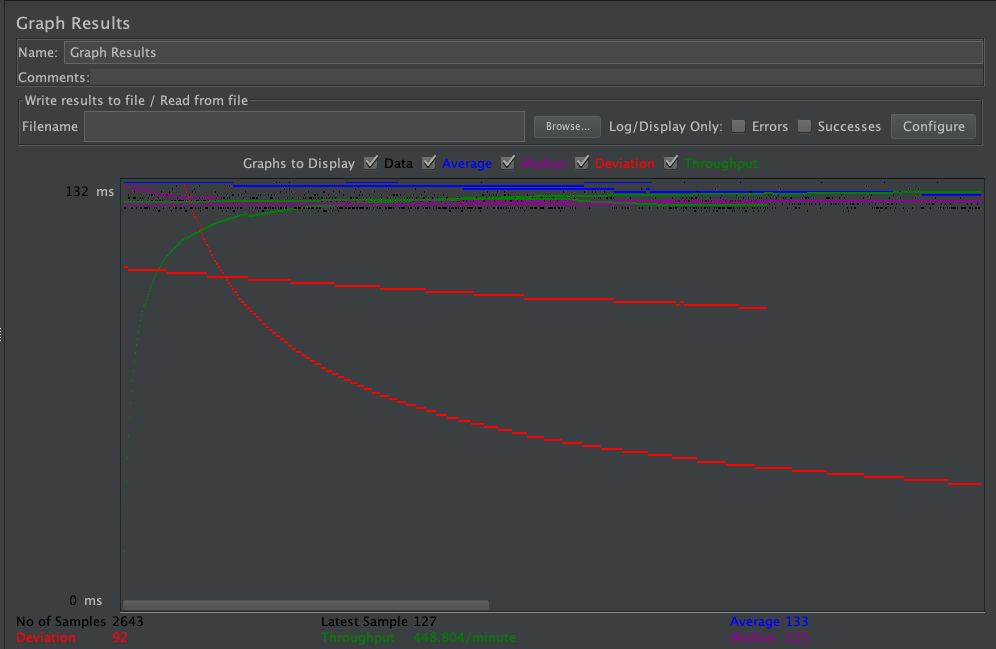 Graph Results
Name: Graph Results
Comments:
Write results to file / Read from file
Filename Browse... Log/Display Only: Errors Successes Configure
Graphs to Display Data Average Median Deviation Throughput
132 ms
0 ms
No of Samples 2643 Latest Sample 127 Average 133
Deviation 92 Throughput 448.804/minute Median